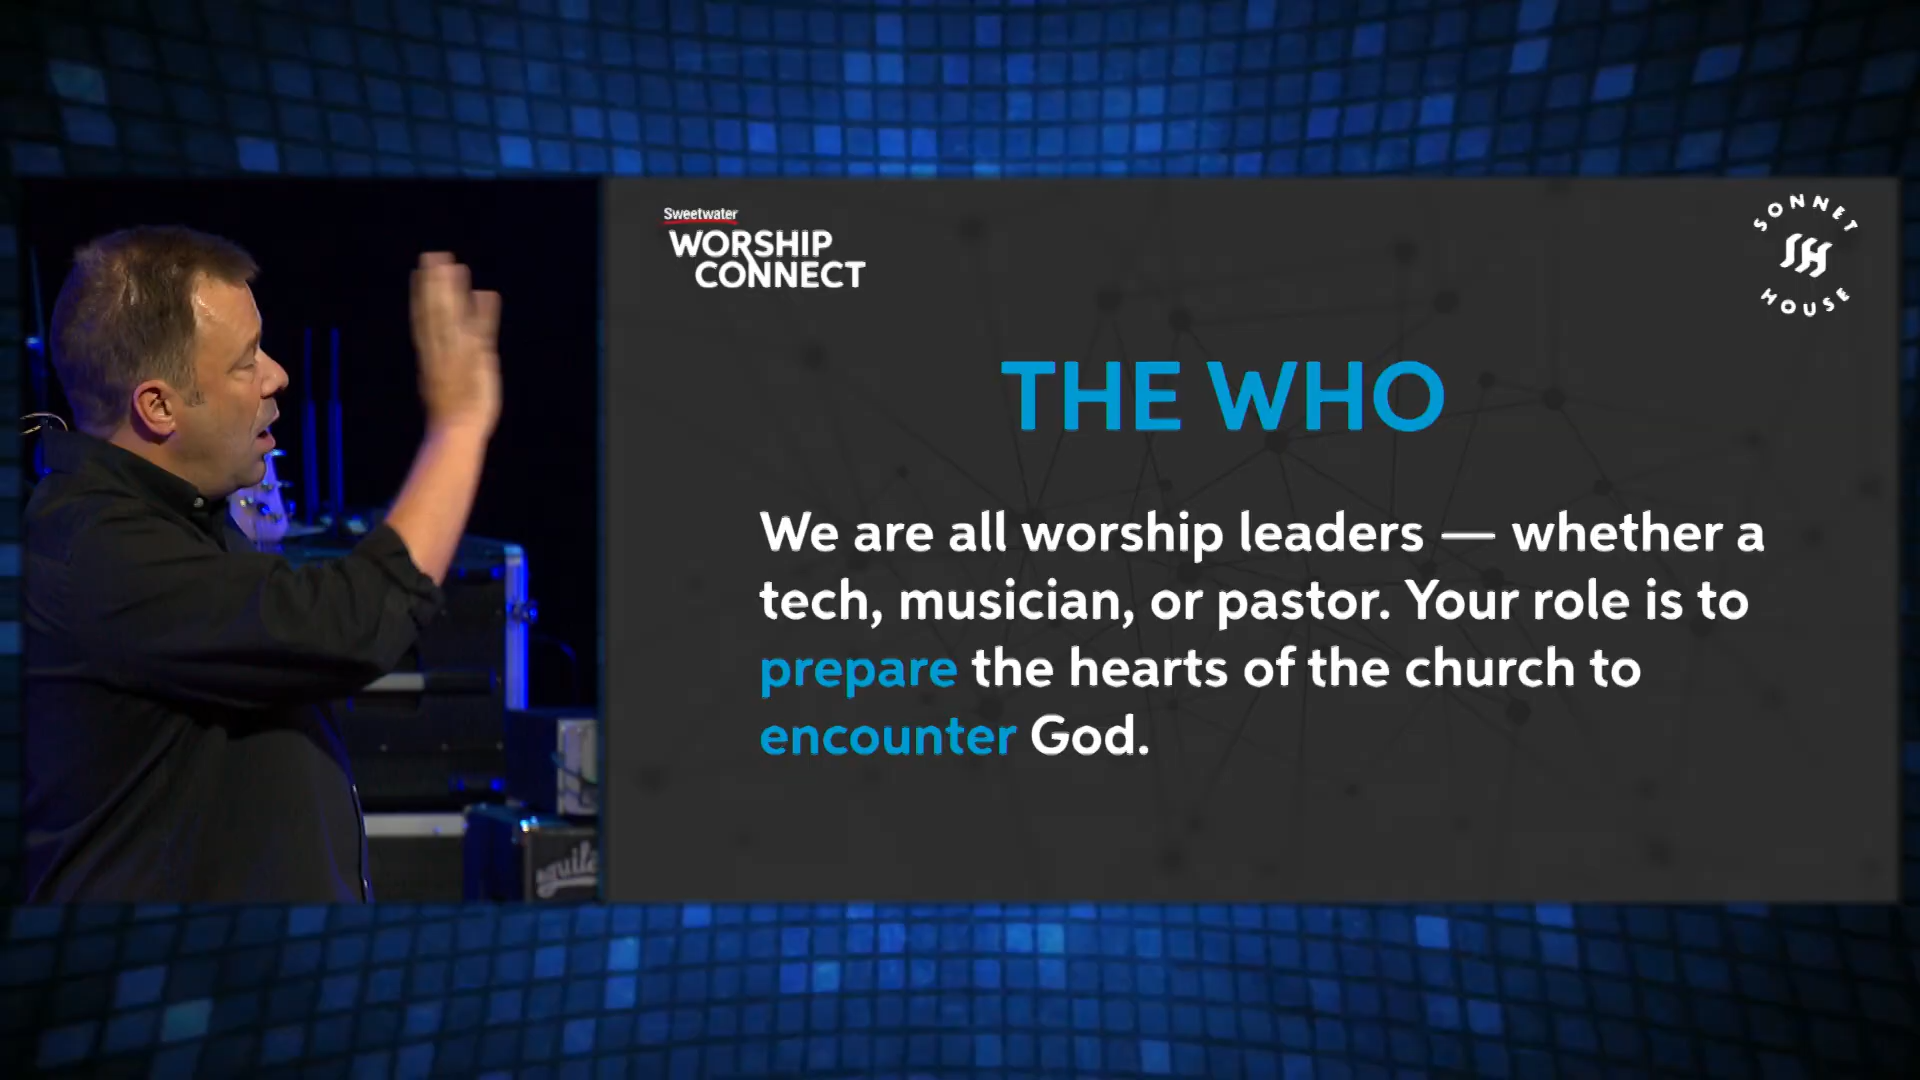 Sweetwater
WORSHIP
CONNECT
SONNET
SH
HOUSE
THE WHO
We are all worship leaders — whether a
tech, musician, or pastor. Your role is to
prepare the hearts of the church to
encounter God.